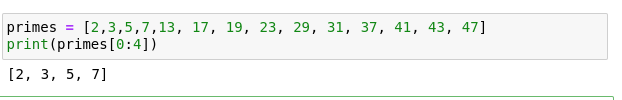 primes = [2,3,5,7,13, 17, 19, 23, 29, 31, 37, 41, 43, 47]
print(primes[0:4])
[2, 3, 5, 7]